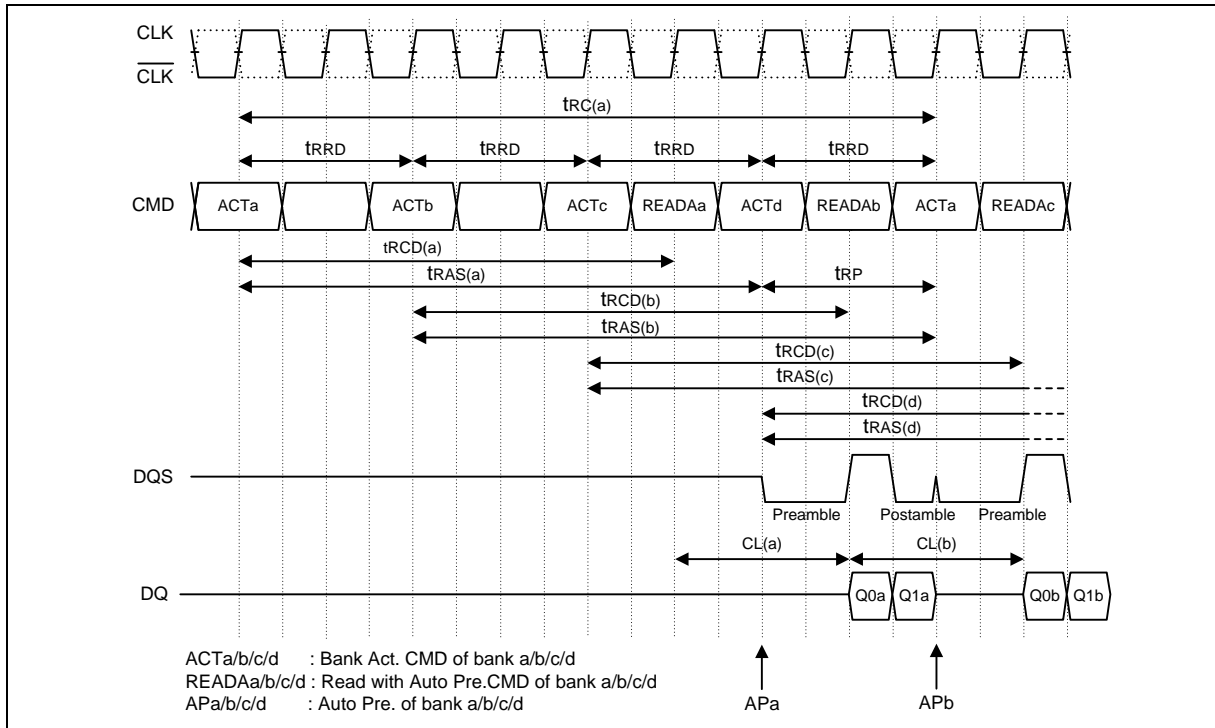 CLK
CLK
tRC(a)
tRRD tRRD tRRD tRRD
CMD ACTa ACTb ACTc READAa ACTd READAb ACTa READAc
tRCD(a)
tRAS(a) tRP
tRCD(b)
tRAS(b)
tRCD(c)
tRAS(c)
tRCD(d)
tRAS(d)
DQS
Preamble Postamble Preamble
CL(a) CL(b)
DQ Q0a Q1a Q0b Q1b
ACTa/b/c/d : Bank Act. CMD of bank a/b/c/d
READAa/b/c/d : Read with Auto Pre.CMD of bank a/b/c/d
APa/b/c/d : Auto Pre. of bank a/b/c/d
APa APb